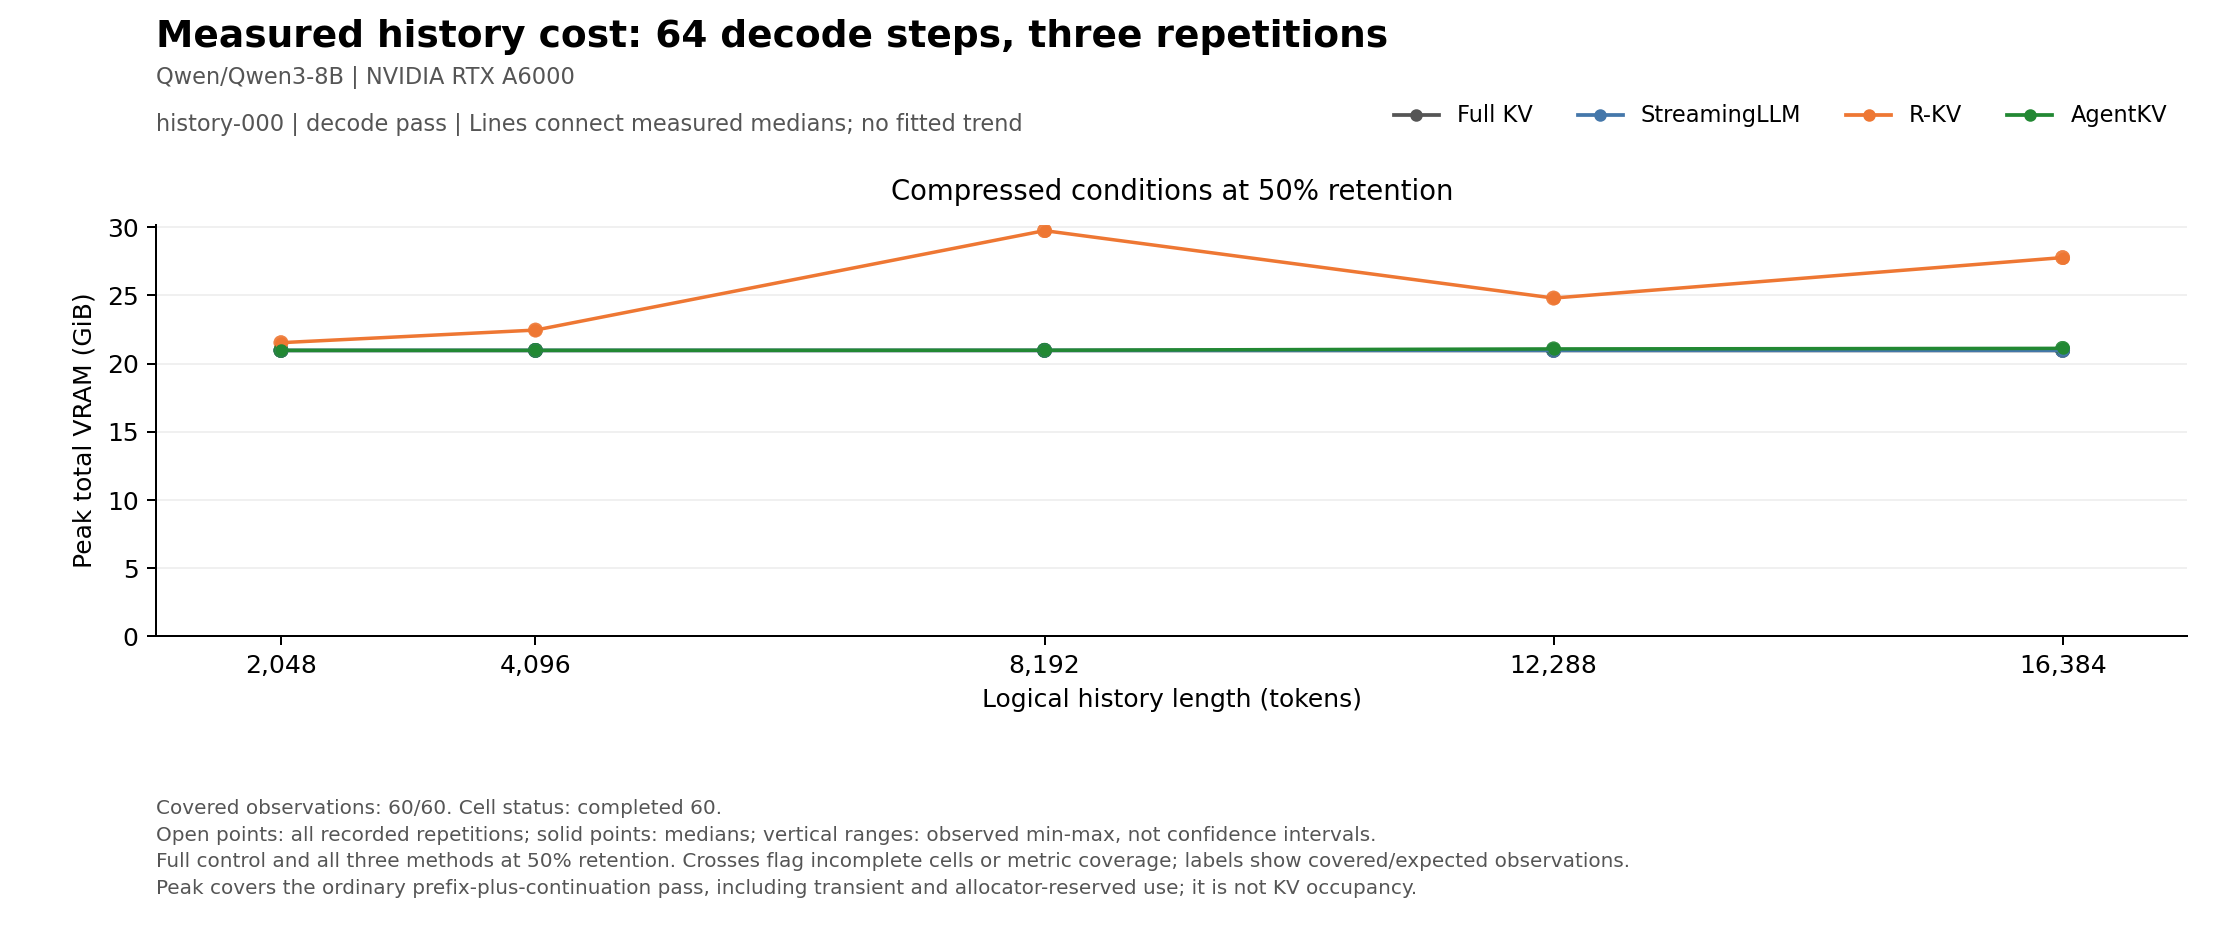 Measured history cost: 64 decode steps, three repetitions
Qwen/Qwen3-8B | NVIDIA RTX A6000
history-000 | decode pass | Lines connect measured medians; no fitted trend
Full KV
StreamingLLM
R-KV
AgentKV
Compressed conditions at 50% retention
Peak total VRAM (GiB)
30
25
20
15
10
5
0
2,048
4,096
8,192
12,288
16,384
Logical history length (tokens)
Covered observations: 60/60. Cell status: completed 60.
Open points: all recorded repetitions; solid points: medians; vertical ranges: observed min-max, not confidence intervals.
Full control and all three methods at 50% retention. Crosses flag incomplete cells or metric coverage; labels show covered/expected observations.
Peak covers the ordinary prefix-plus-continuation pass, including transient and allocator-reserved use; it is not KV occupancy.